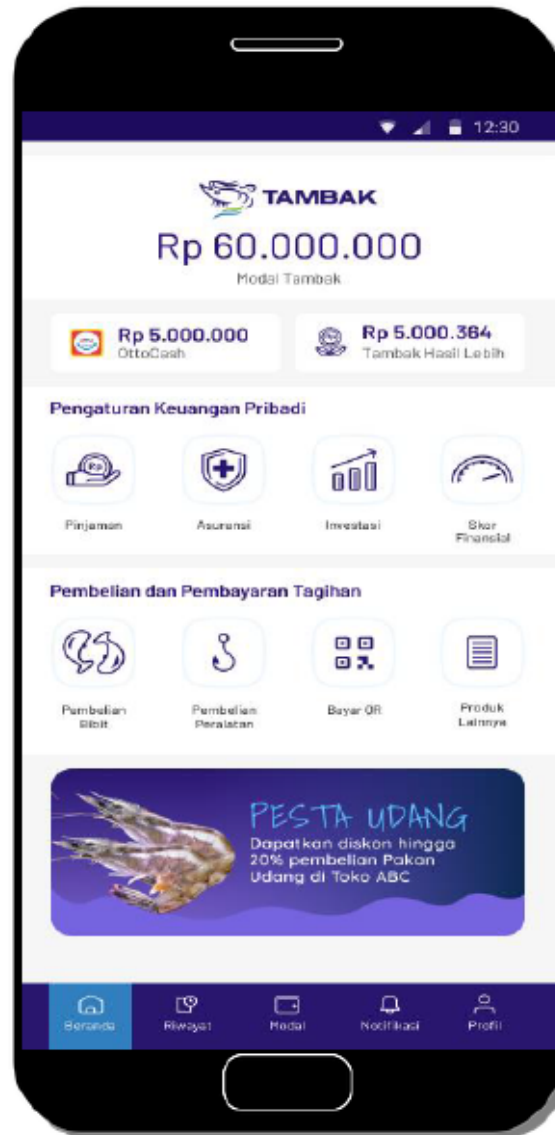 12:30
TAMBAK
Rp 60.000.000
Modal Tambak
Rp 5.000.000
OttoCash
Rp 5.000.364
Tambak Hasil Lebih
Pengaturan Keuangan Pribadi
Rp
Pinjaman
Asuransi
Investasi
Skor
Finansial
Pembelian dan Pembayaran Tagihan
Pembelian
Bibit
Pembelian
Peralatan
Bayar QR
Produk
Lainnya
PESTA UDANG
Dapatkan diskon hingga
20% pembelian Pakan
Udang di Toko ABC
Beranda
Riwayat
Modal
Notifikasi
Profil